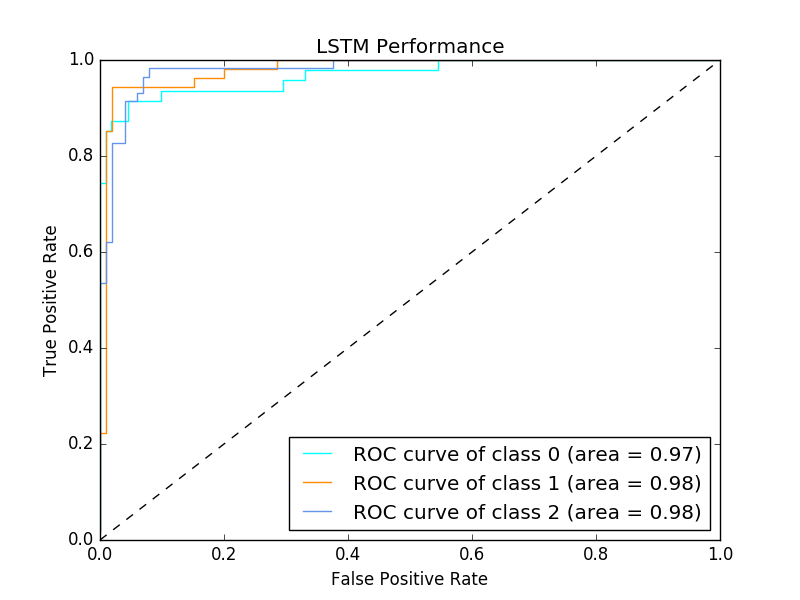 LSTM Performance
1.0
0.8
0.6
0.4
0.2
0.0
True Positive Rate
ROC curve of class 0 (area = 0.97)
ROC curve of class 1 (area = 0.98)
ROC curve of class 2 (area = 0.98)
0.0 0.2 0.4 0.6 0.8 1.0
False Positive Rate